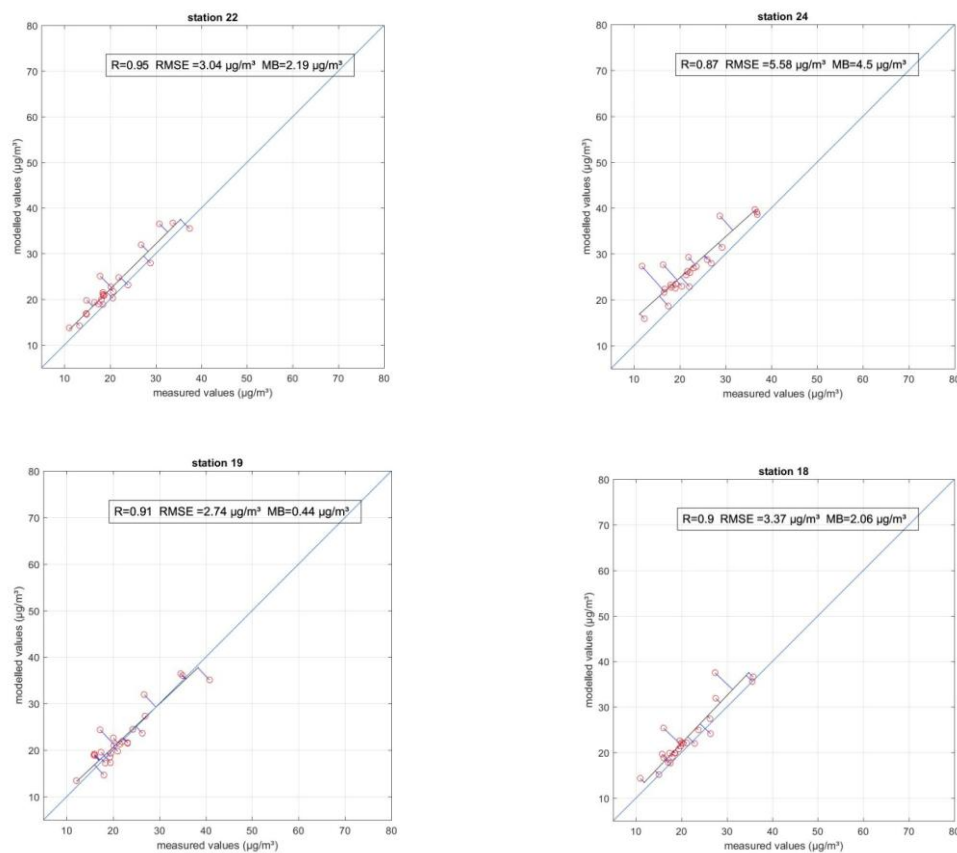 station 22
80
70
60
50
40
30
20
10
R=0.95 RMSE =3.04 µg/m³ MB=2.19 µg/m³
modelled values (µg/m³)
10 20 30 40 50 60 70 80
measured values (µg/m³)
station 24
80
70
60
50
40
30
20
10
R=0.87 RMSE =5.58 µg/m³ MB=4.5 µg/m³
modelled values (µg/m³)
10 20 30 40 50 60 70 80
measured values (µg/m³)
station 19
80
70
60
50
40
30
20
10
R=0.91 RMSE =2.74 µg/m³ MB=0.44 µg/m³
modelled values (µg/m³)
10 20 30 40 50 60 70 80
measured values (µg/m³)
station 18
80
70
60
50
40
30
20
10
R=0.9 RMSE =3.37 µg/m³ MB=2.06 µg/m³
modelled values (µg/m³)
10 20 30 40 50 60 70 80
measured values (µg/m³)